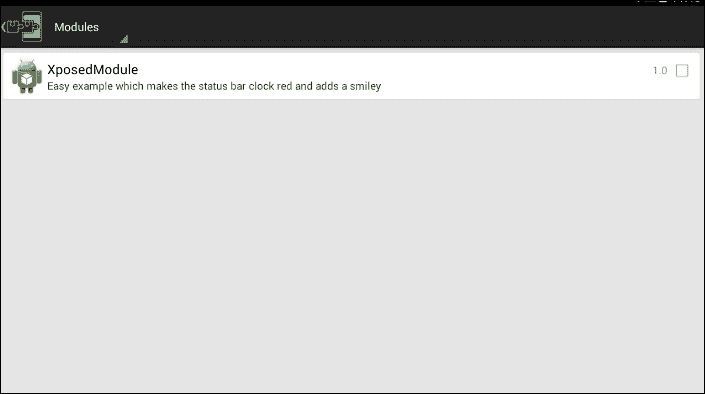 Modules
XposedModule
1.0
Easy example which makes the status bar clock red and adds a smiley